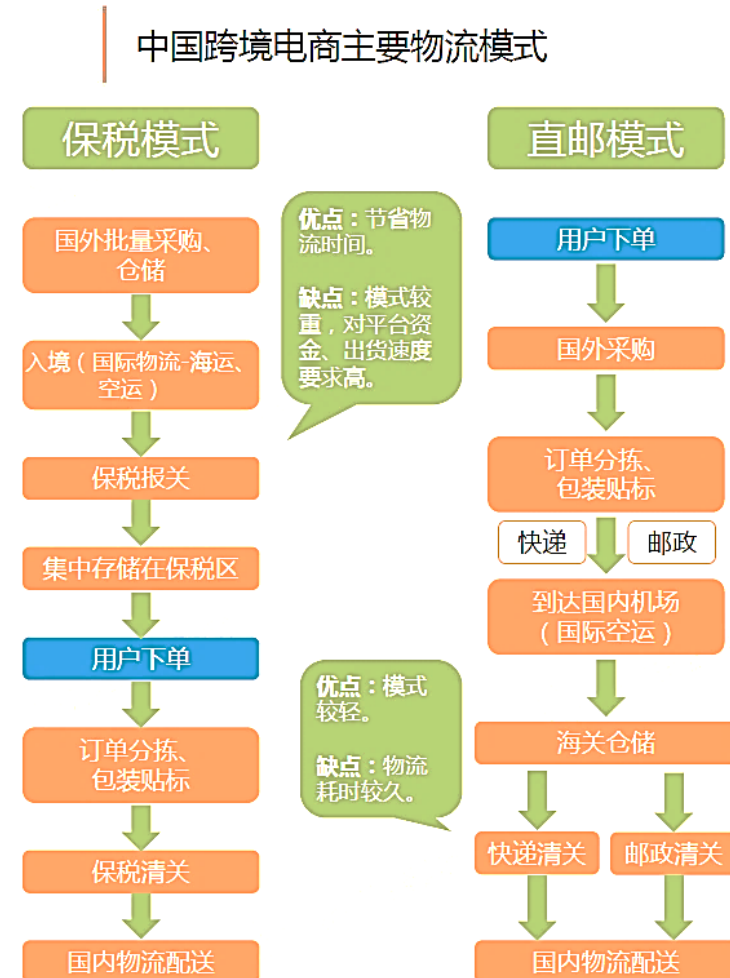 中国跨境电商主要物流模式
保税模式
国外批量采购、
仓储
入境（国际物流-海运、
空运）
保税报关
集中存储在保税区
用户下单
订单分拣、
包装贴标
保税清关
国内物流配送
优点：节省物
流时间。
缺点：模式较
重，对平台资
金、出货速度
要求高。
直邮模式
用户下单
国外采购
订单分拣、
包装贴标
快递
邮政
到达国内机场
（国际空运）
海关仓储
快递清关
邮政清关
国内物流配送
优点：模式
较轻。
缺点：物流
耗时较久。